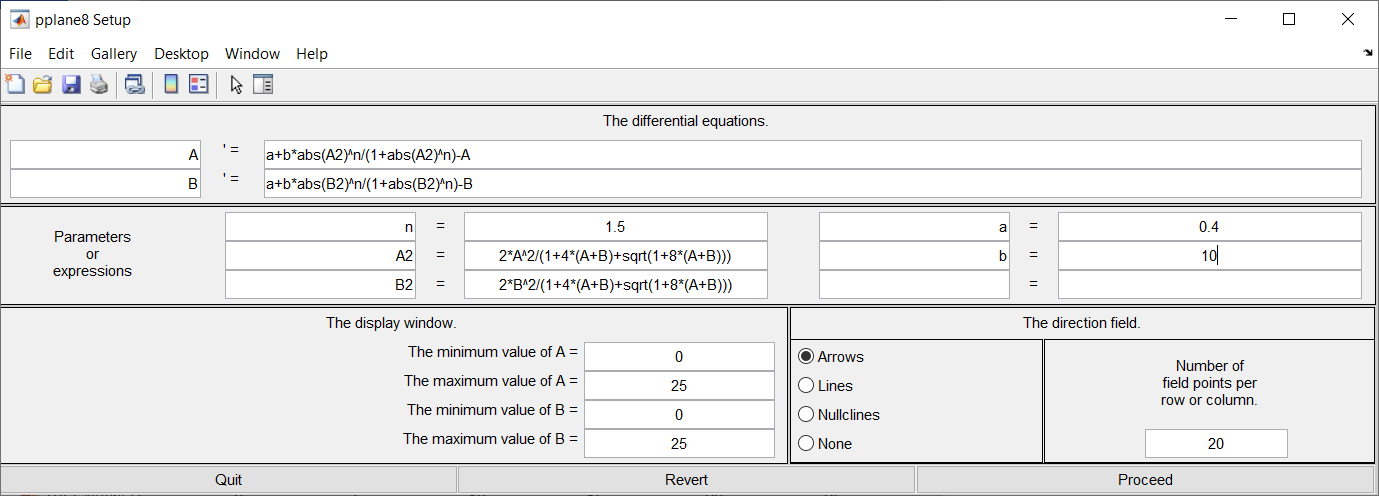 pplane8 Setup
File Edit Gallery Desktop Window Help
The differential equations.
A ' = a+b*abs(A2)^n/(1+abs(A2)^n)-A
B ' = a+b*abs(B2)^n/(1+abs(B2)^n)-B
Parameters
or
expressions
n = 1.5
A2 = 2*A^2/(1+4*(A+B)+sqrt(1+8*(A+B)))
B2 = 2*B^2/(1+4*(A+B)+sqrt(1+8*(A+B)))
a = 0.4
b = 10
=
The display window.
The minimum value of A = 0
The maximum value of A = 25
The minimum value of B = 0
The maximum value of B = 25
The direction field.
Arrows
Lines
Nullclines
None
Number of
field points per
row or column.
20
Quit Revert Proceed